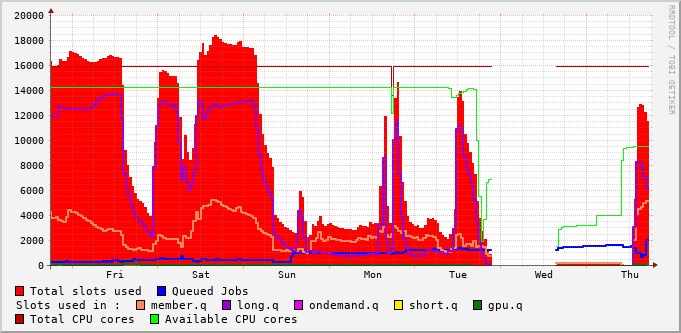 20000
18000
16000
14000
12000
10000
8000
6000
4000
2000
0
Fri Sat Sun Mon Tue Wed Thu
Total slots used Queued Jobs
Slots used in : member.q long.q ondemand.q short.q gpu.q
Total CPU cores Available CPU cores
RRDTOOL / TOBI OETIKER